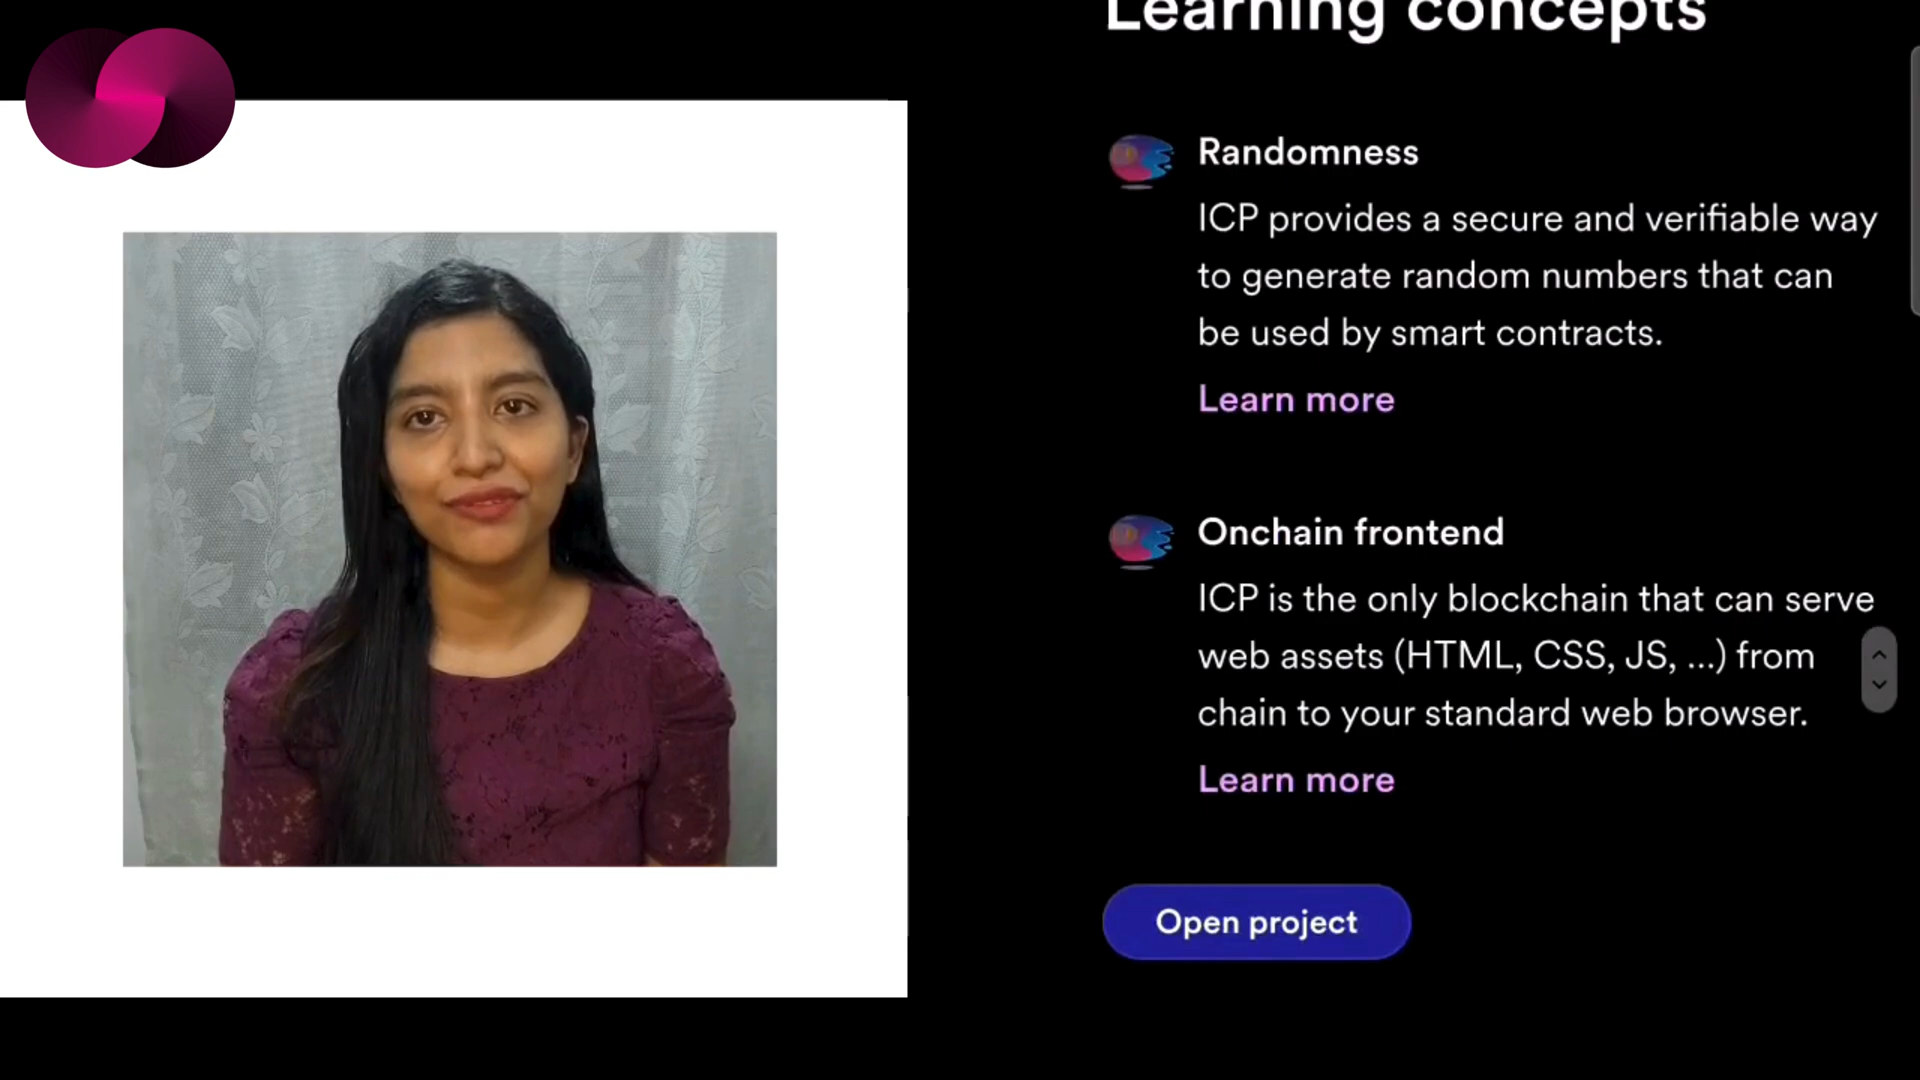 Learning concepts
Randomness
ICP provides a secure and verifiable way
to generate random numbers that can
be used by smart contracts.
Learn more
Onchain frontend
ICP is the only blockchain that can serve
web assets (HTML, CSS, JS, ...) from
chain to your standard web browser.
Learn more
Open project